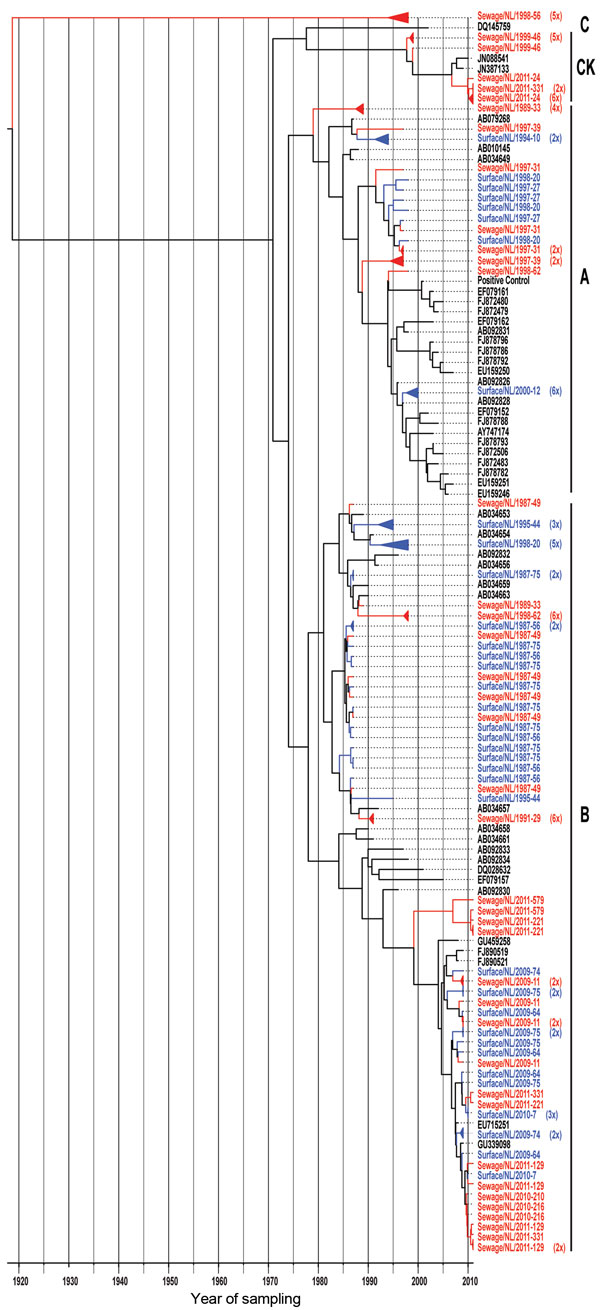 Sewage/NL/1998-56 (5x)
DQ145759
C
Sewage/NL/1999-46 (5x)
Sewage/NL/1999-46
JN088541
JN387133
CK
Sewage/NL/2011-24
Sewage/NL/2011-331 (2x)
Sewage/NL/2011-24 (6x)
Sewage/NL/1989-33 (4x)
AB079268
Sewage/NL/1997-39
Surface/NL/1994-10 (2x)
AB010145
AB034649
Sewage/NL/1997-31
Surface/NL/1998-20
Surface/NL/1997-27
Surface/NL/1997-27
Surface/NL/1998-20
Surface/NL/1997-27
Sewage/NL/1997-31
Surface/NL/1998-20
Sewage/NL/1997-31 (2x)
Sewage/NL/1997-39 (2x)
Sewage/NL/1998-62
A
Positive Control
EF079161
FJ872480
FJ872479
EF079162
AB092831
FJ878796
FJ878786
FJ878792
EU159250
AB092826
Surface/NL/2000-12 (6x)
AB092828
EF079152
FJ878788
AY747174
FJ878793
FJ872506
FJ872483
FJ878782
EU159251
EU159246
Sewage/NL/1987-49
AB034653
Surface/NL/1995-44 (3x)
AB034654
Surface/NL/1998-20 (5x)
AB092832
AB034656
Surface/NL/1987-75 (2x)
AB034659
AB034663
Sewage/NL/1989-33
Sewage/NL/1998-62 (6x)
Surface/NL/1987-56 (2x)
Sewage/NL/1987-49
Surface/NL/1987-75
Surface/NL/1987-56
Surface/NL/1987-75
Sewage/NL/1987-49
Surface/NL/1987-75
Sewage/NL/1987-49
Surface/NL/1987-75
Sewage/NL/1987-49
Surface/NL/1987-75
Surface/NL/1987-56
Surface/NL/1987-75
Surface/NL/1987-75
Surface/NL/1987-56
Surface/NL/1987-56
Sewage/NL/1987-49
Surface/NL/1995-44
AB034657
B
Sewage/NL/1991-29 (6x)
AB034658
AB034661
AB092833
AB092834
DQ028632
EF079157
AB092830
Sewage/NL/2011-579
Sewage/NL/2011-579
Sewage/NL/2011-221
Sewage/NL/2011-221
GU459258
FJ890519
FJ890521
Surface/NL/2009-74
Sewage/NL/2009-11 (2x)
Surface/NL/2009-75 (2x)
Sewage/NL/2009-11
Surface/NL/2009-64
Sewage/NL/2009-11 (2x)
Surface/NL/2009-75 (2x)
Surface/NL/2009-75
Surface/NL/2009-64
Sewage/NL/2009-11
Surface/NL/2009-64
Surface/NL/2009-75
Sewage/NL/2011-331
Sewage/NL/2011-221
Surface/NL/2010-7 (3x)
EU715251
Surface/NL/2009-74 (2x)
GU339098
Surface/NL/2009-64
Sewage/NL/2011-129
Surface/NL/2010-7
Sewage/NL/2011-129
Sewage/NL/2010-210
Sewage/NL/2010-216
Sewage/NL/2010-216
Sewage/NL/2011-129
Sewage/NL/2011-331
Sewage/NL/2011-129 (2x)
1920 1930 1940 1950 1960 1970 1980 1990 2000 2010
Year of sampling